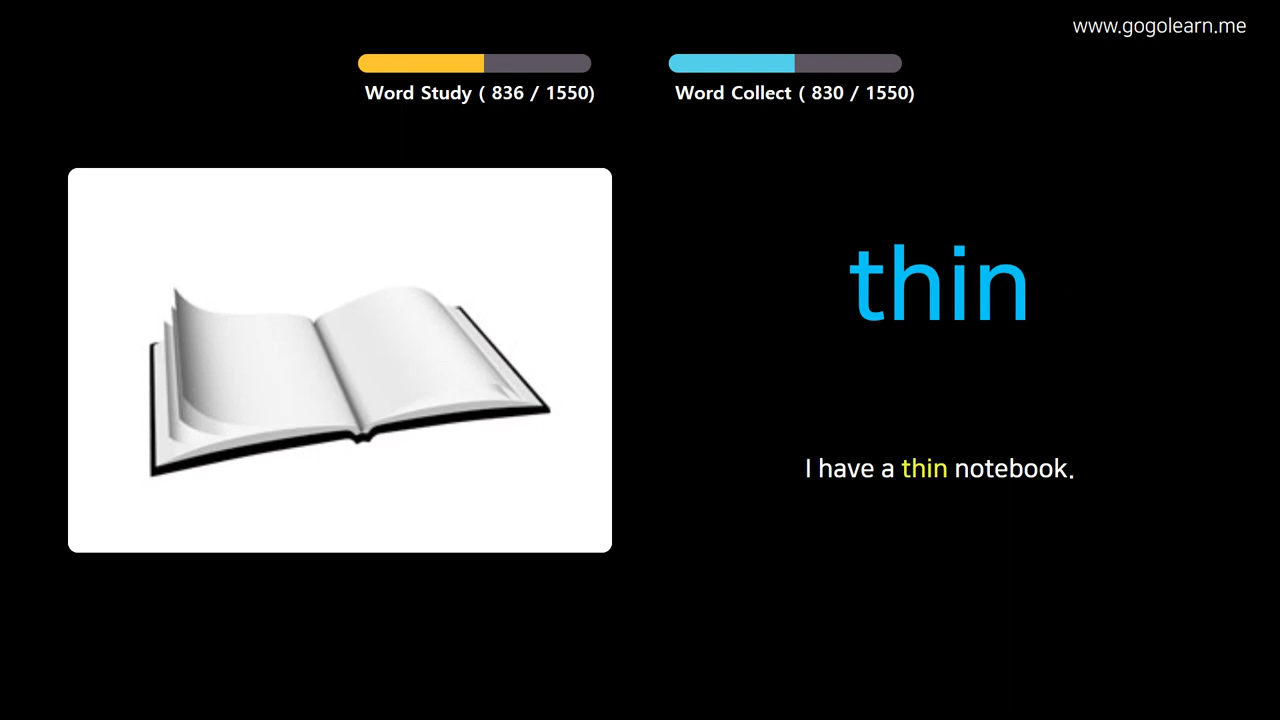 www.gogolearn.me
Word Study ( 836 / 1550)
Word Collect ( 830 / 1550)
thin
I have a thin notebook.